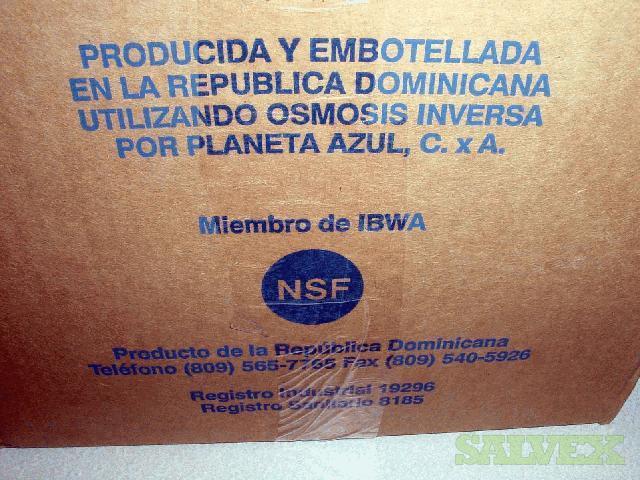 PRODUCIDA Y EMBOTELLADA
EN LA REPUBLICA DOMINICANA
UTILIZANDO OSMOSIS INVERSA
POR PLANETA AZUL, C. x A.
Miembro de IBWA
NSF
Producto de la República Dominicana
Teléfono (809) 565-7765 Fax (809) 540-5926
Registro Industrial 19296
Registro Sanitario 8185
SALVEX